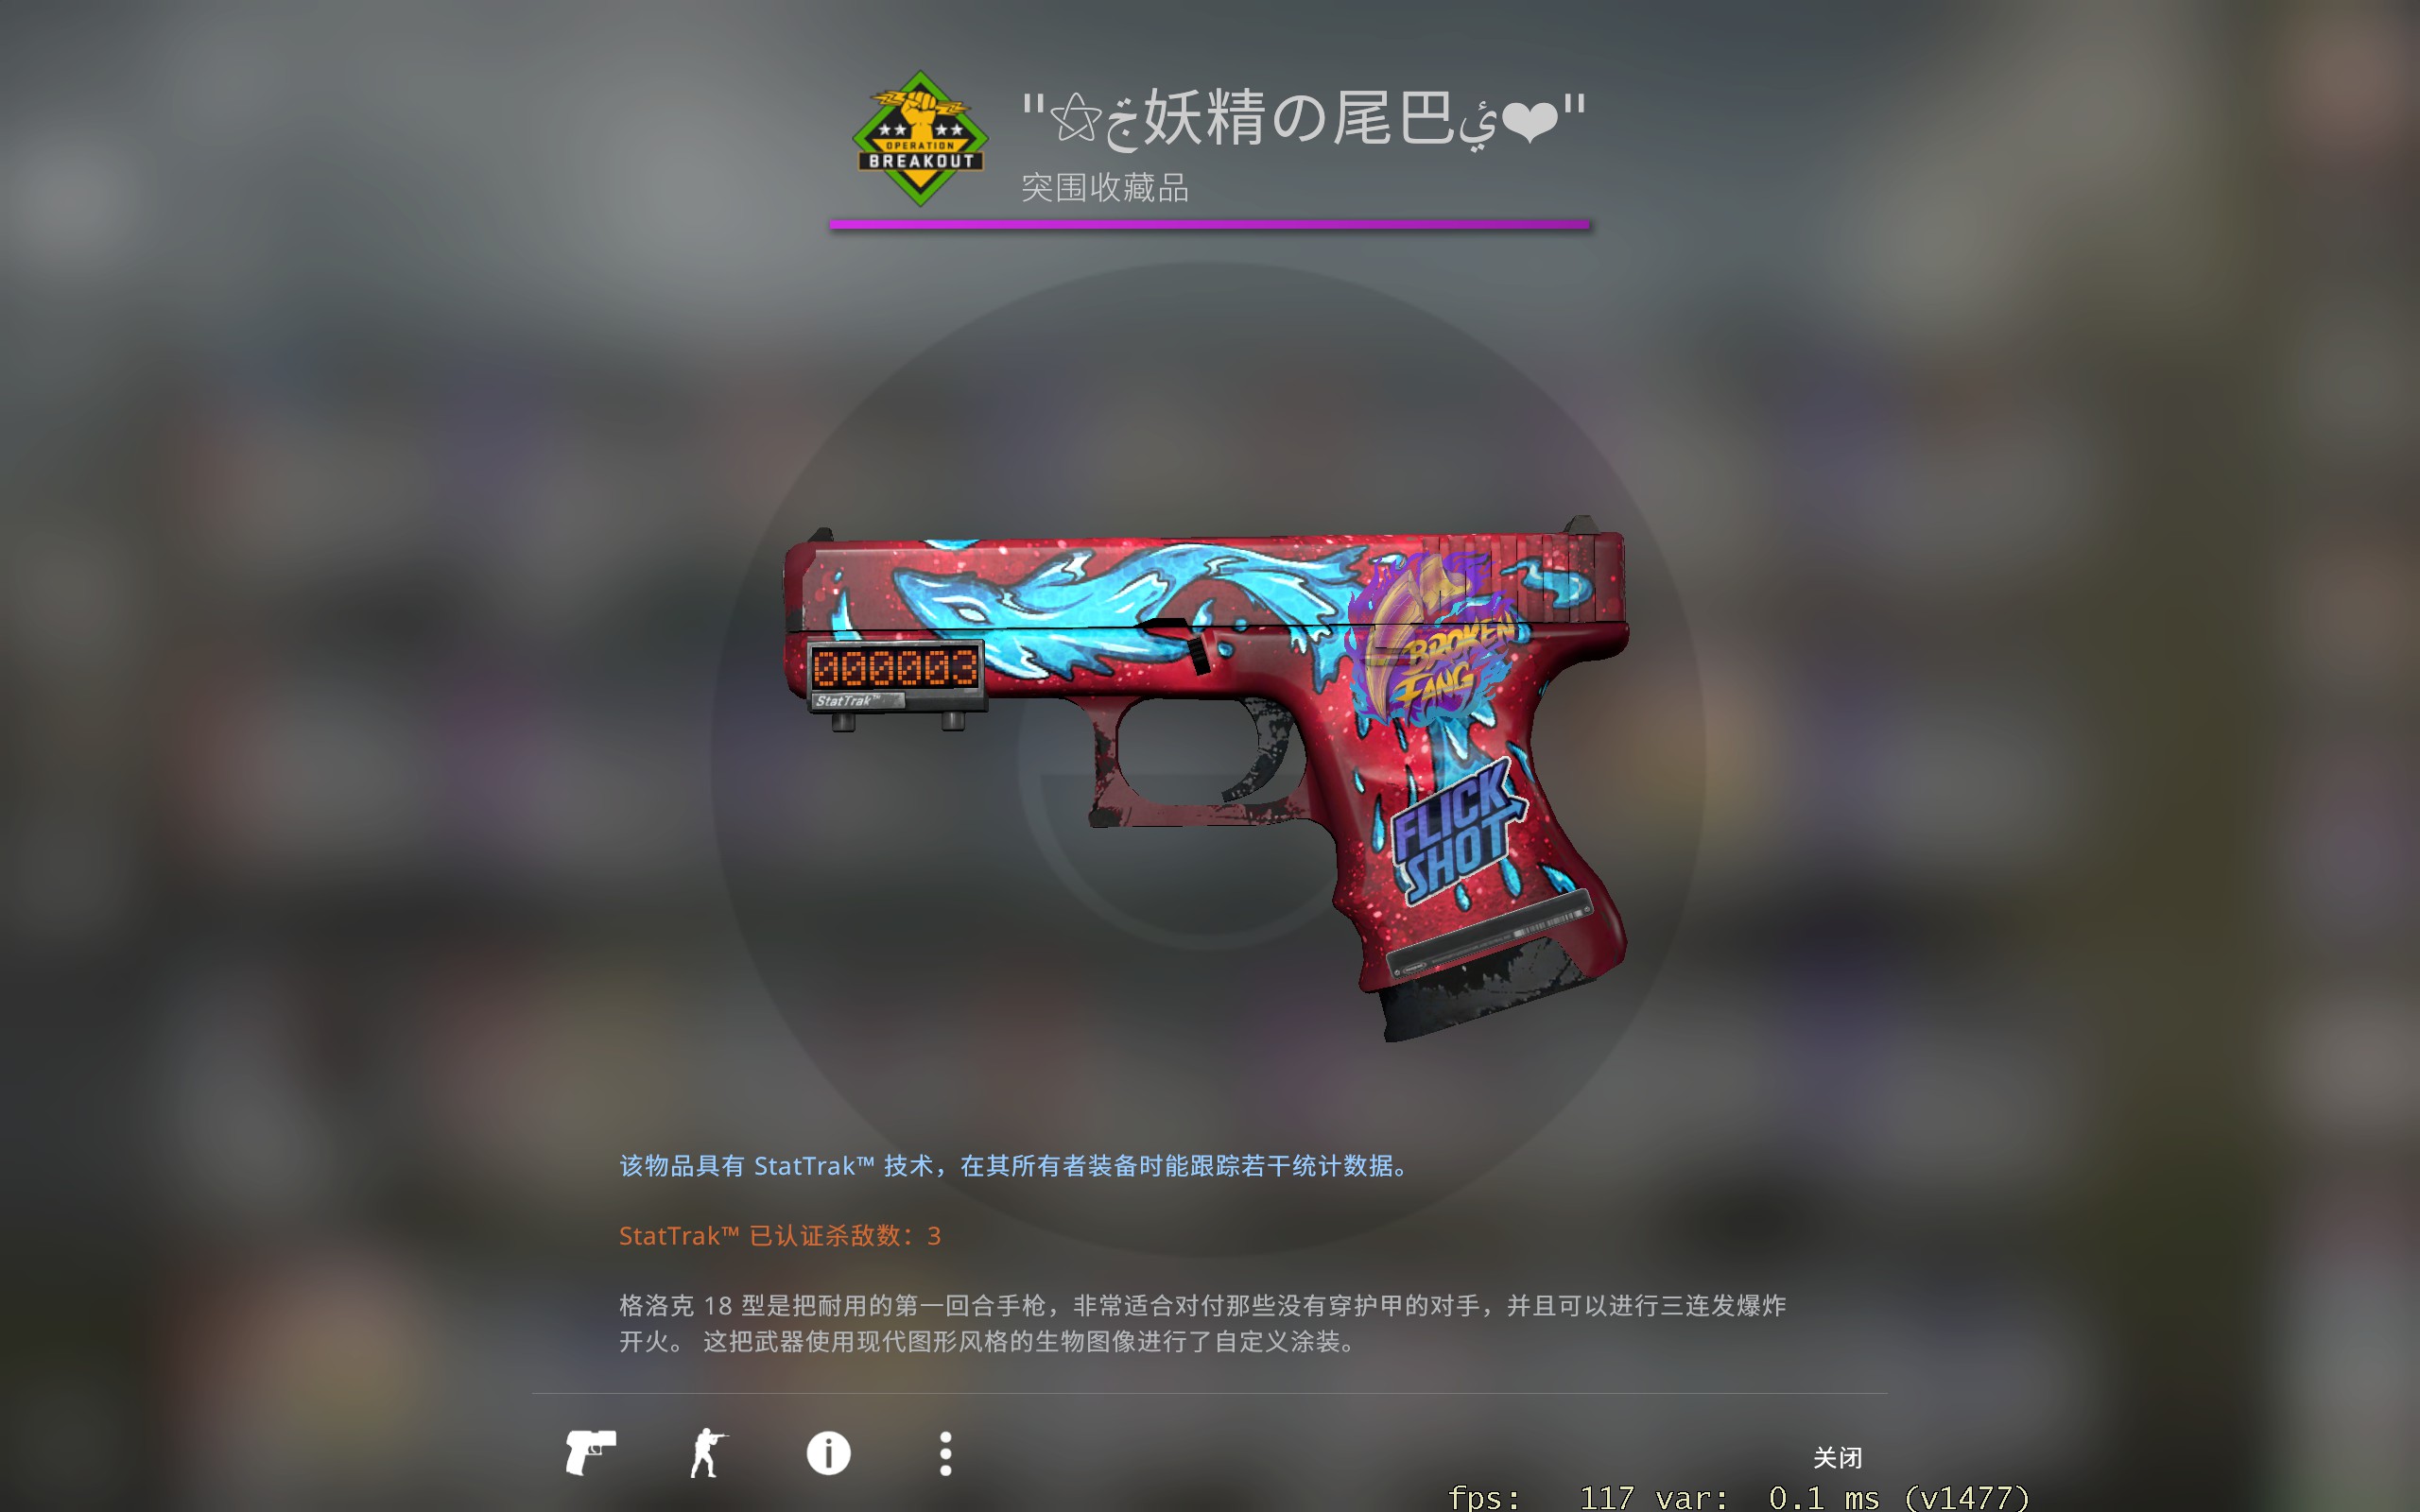 "✩ج妖精の尾巴ي❤"
OPERATION
BREAKOUT
突围收藏品
BROKEN
FANG
000003
StatTrak™
FLICK
SHOT
该物品具有 StatTrak™ 技术，在其所有者装备时能跟踪若干统计数据。
StatTrak™ 已认证杀敌数：3
格洛克 18 型是把耐用的第一回合手枪，非常适合对付那些没有穿护甲的对手，并且可以进行三连发爆炸
开火。 这把武器使用现代图形风格的生物图像进行了自定义涂装。
关闭
fps: 117 var: 0.1 ms (v1477)